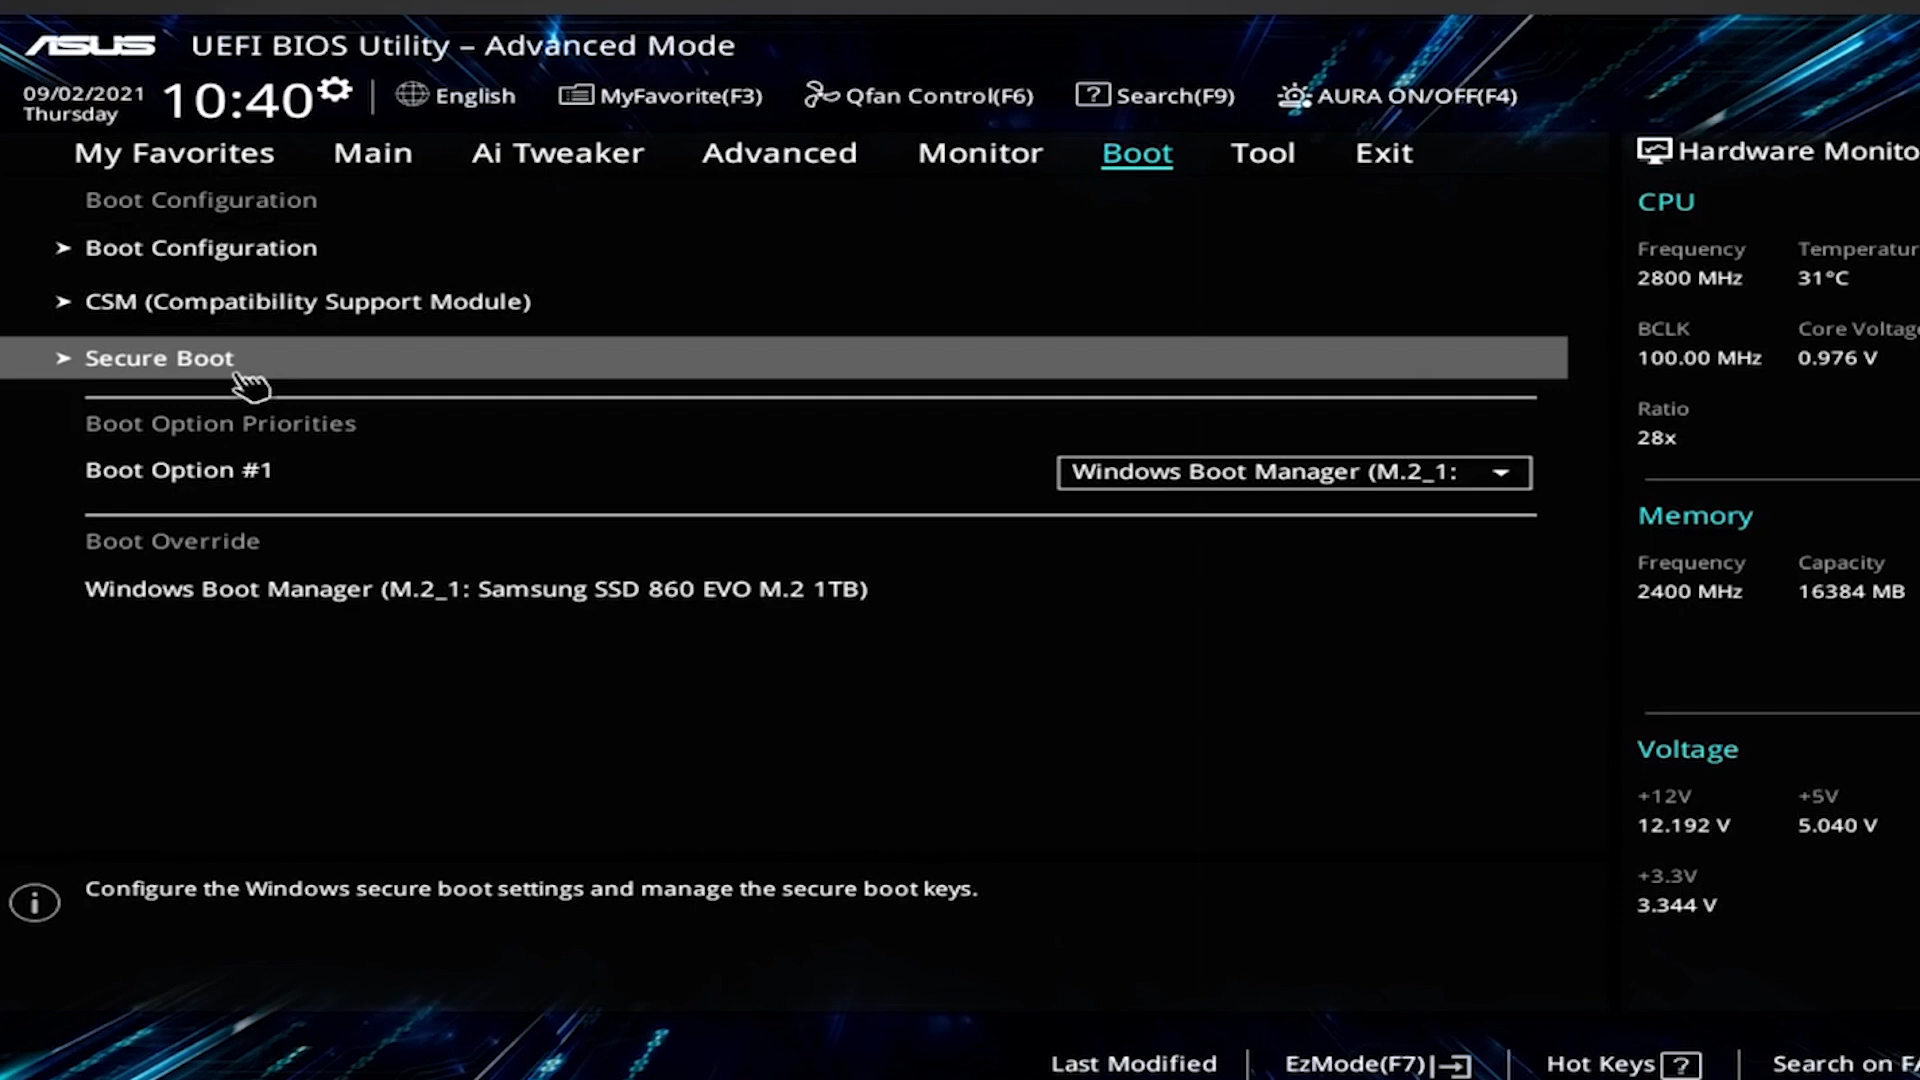 ASUS UEFI BIOS Utility – Advanced Mode
09/02/2021
Thursday
10:40
English
MyFavorite(F3)
Qfan Control(F6)
? Search(F9)
AURA ON/OFF(F4)
My Favorites Main Ai Tweaker Advanced Monitor Boot Tool Exit
Boot Configuration
> Boot Configuration
> CSM (Compatibility Support Module)
> Secure Boot
Boot Option Priorities
Boot Option #1 Windows Boot Manager (M.2_1:
Boot Override
Windows Boot Manager (M.2_1: Samsung SSD 860 EVO M.2 1TB)
i Configure the Windows secure boot settings and manage the secure boot keys.
Hardware Monito
CPU
Frequency Temperatur
2800 MHz 31°C
BCLK Core Voltage
100.00 MHz 0.976 V
Ratio
28x
Memory
Frequency Capacity
2400 MHz 16384 MB
Voltage
+12V +5V
12.192 V 5.040 V
+3.3V
3.344 V
Last Modified EzMode(F7) Hot Keys ? Search on FA